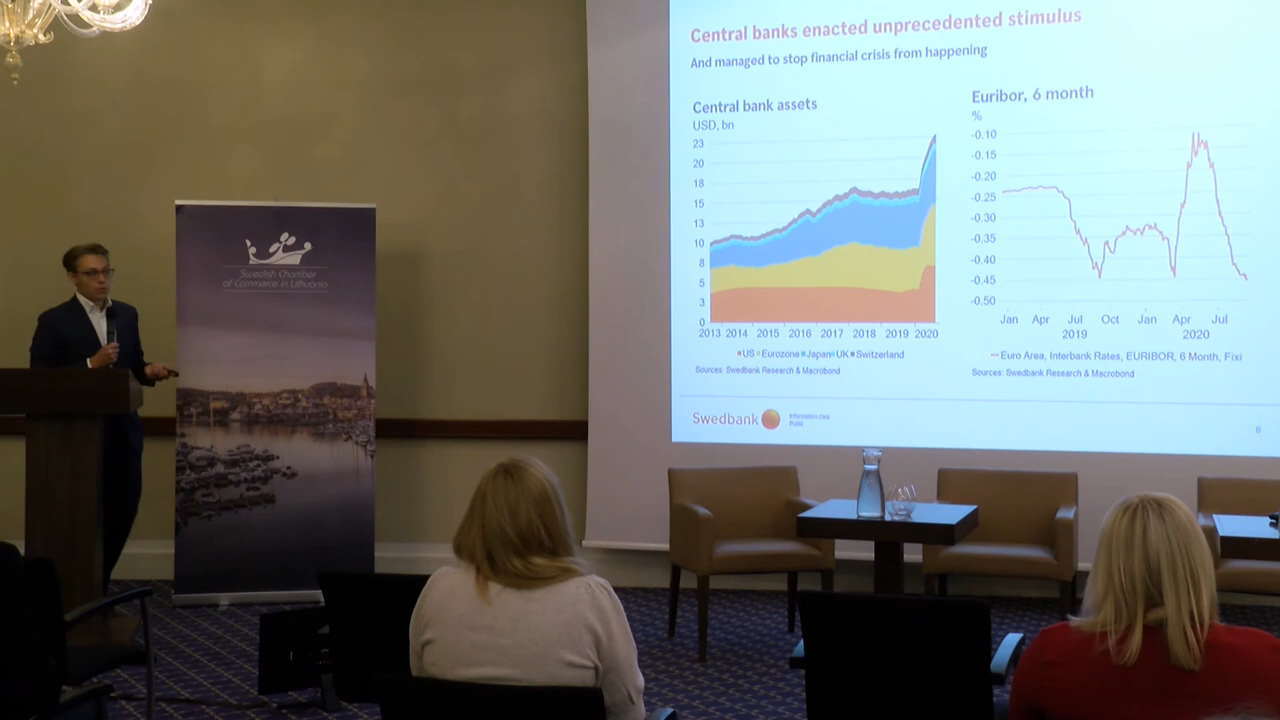 Swedish Chamber
of Commerce in Lithuania
Central banks enacted unprecedented stimulus
And managed to stop financial crisis from happening
Central bank assets
USD, bn
23
20
18
15
13
10
8
5
3
0
2013 2014 2015 2016 2017 2018 2019 2020
US Eurozone Japan UK Switzerland
Sources: Swedbank Research & Macrobond
Euribor, 6 month
%
-0.10
-0.15
-0.20
-0.25
-0.30
-0.35
-0.40
-0.45
-0.50
Jan Apr Jul Oct Jan Apr Jul
2019 2020
Euro Area, Interbank Rates, EURIBOR, 6 Month, Fixi
Sources: Swedbank Research & Macrobond
Swedbank
Information class
Public
8